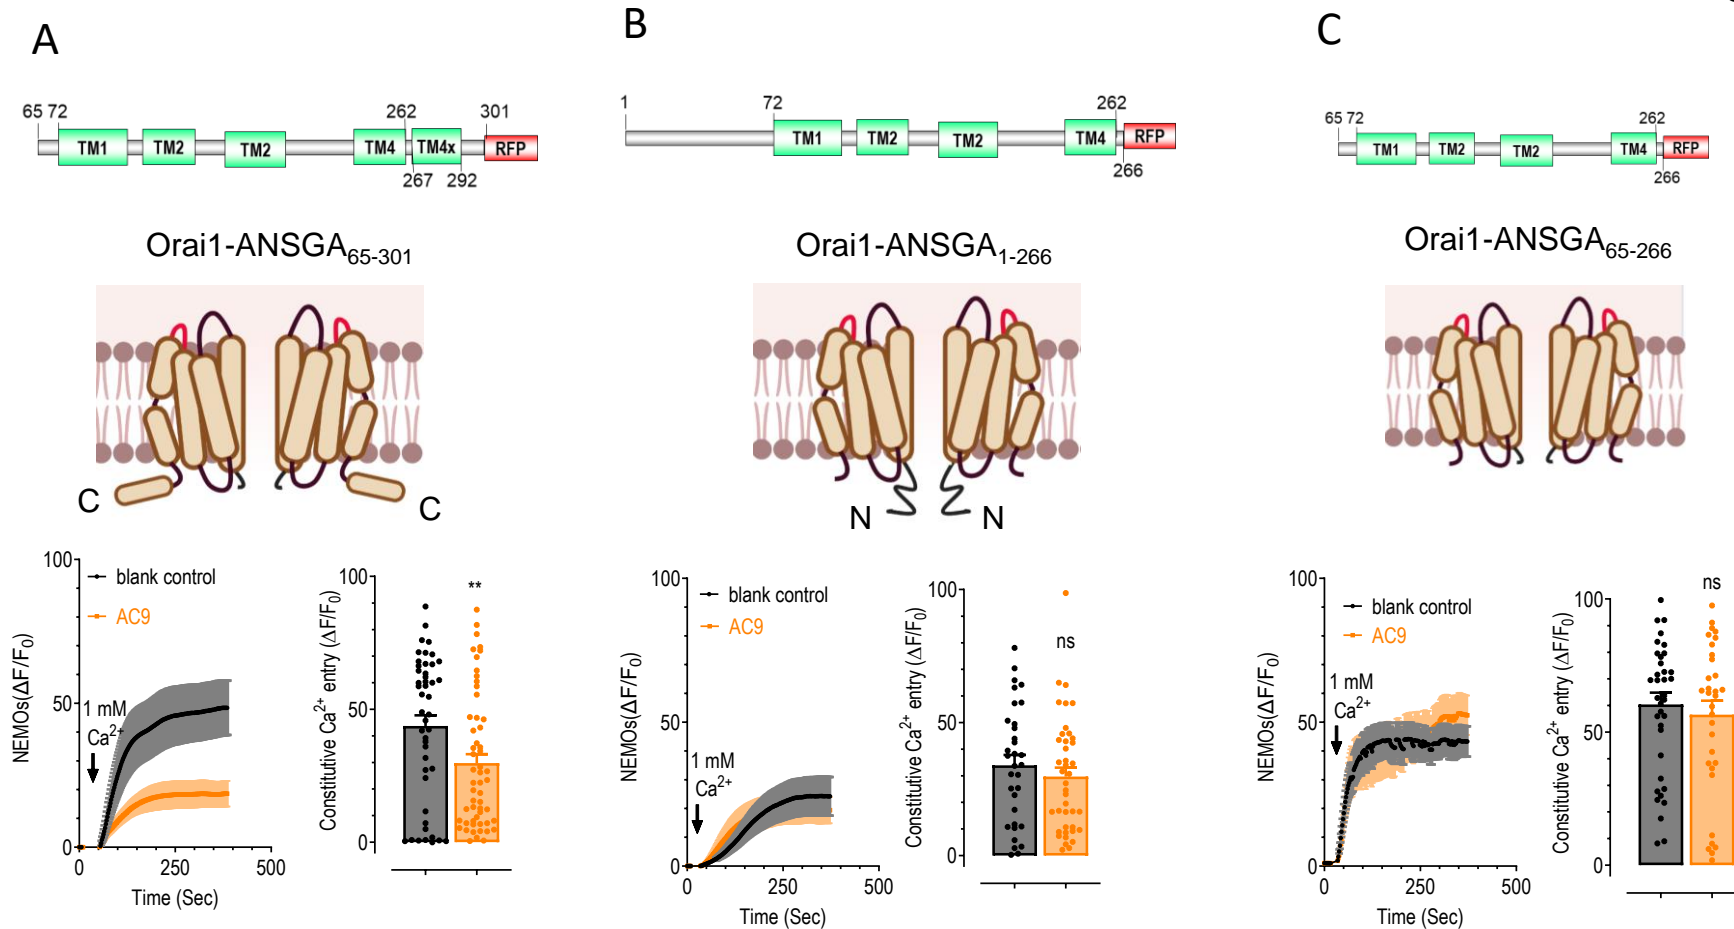 A
65 72 262 301
TM1 TM2 TM2 TM4 TM4x RFP
267 292
Orai1-ANSGA65-301
C C
100
50
0
NEMOs(ΔF/F0)
blank control
AC9
1 mM
Ca2+
0 250 500
Time (Sec)
100
50
0
Constitutive Ca2+ entry (ΔF/F0)
**
B
1 72 262
TM1 TM2 TM2 TM4 RFP
266
Orai1-ANSGA1-266
N N
100
50
0
NEMOs(ΔF/F0)
blank control
AC9
1 mM
Ca2+
0 250 500
Time (Sec)
100
50
0
Constitutive Ca2+ entry (ΔF/F0)
ns
C
65 72 262
TM1 TM2 TM2 TM4 RFP
266
Orai1-ANSGA65-266
100
50
0
NEMOs(ΔF/F0)
blank control
AC9
1 mM
Ca2+
0 250 500
Time (Sec)
100
50
0
Constitutive Ca2+ entry (ΔF/F0)
ns